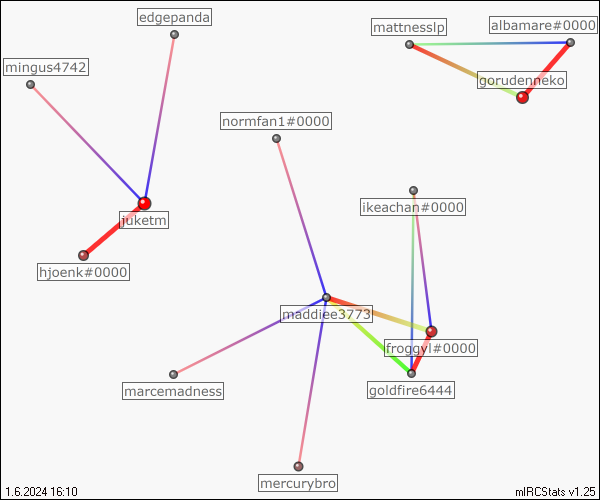 edgepanda
mattnesslp
albamare#0000
mingus4742
gorudenneko
normfan1#0000
ikeachan#0000
juketm
hjoenk#0000
maddiee3773
froggyl#0000
marcemadness
goldfire6444
mercurybro
1.6.2024 16:10
mIRCStats v1.25